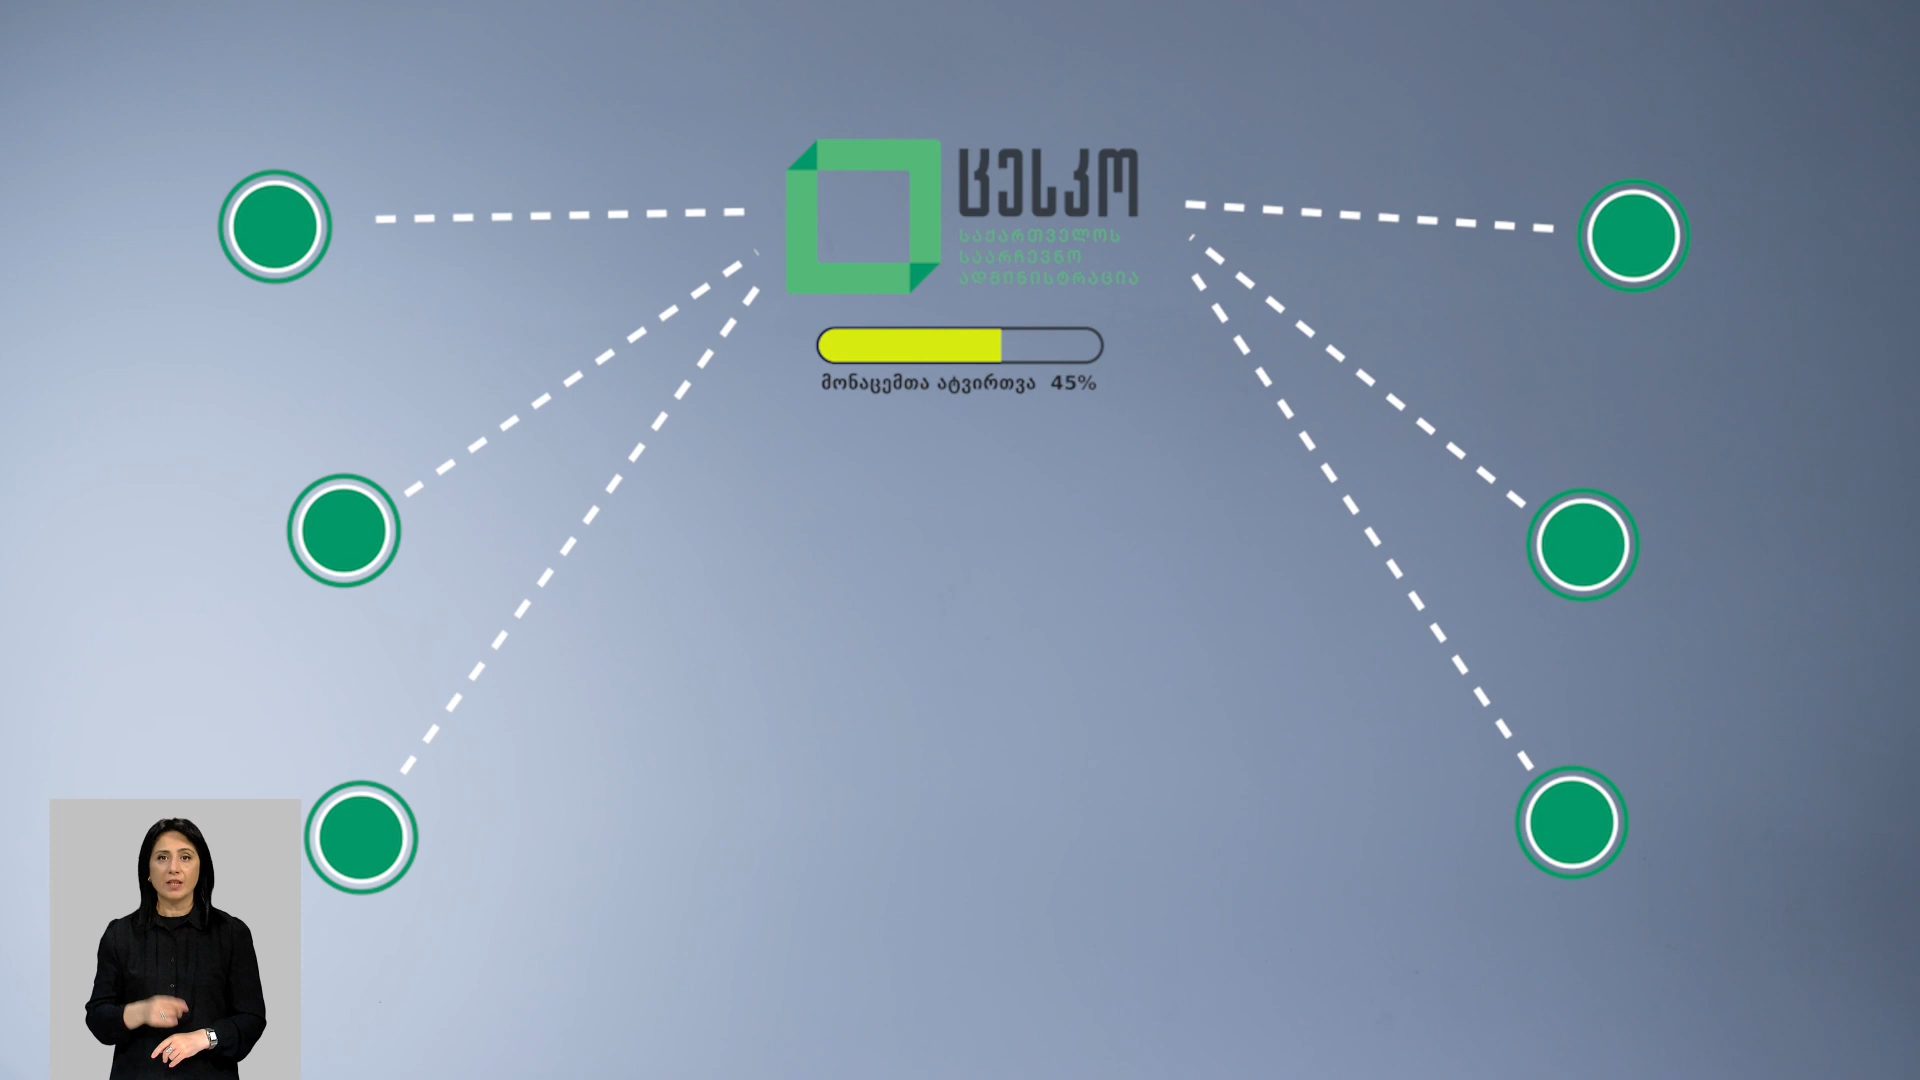 ცესკო
საქართველოს
საარჩევნო
ადმინისტრაცია
მონაცემთა ატვირთვა 45%